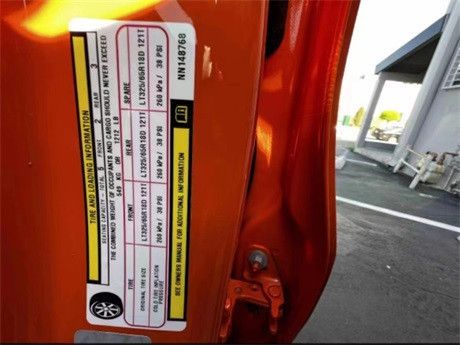 TIRE AND LOADING INFORMATION
SEATING CAPACITY - TOTAL 5 FRONT 2 REAR 3
THE COMBINED WEIGHT OF OCCUPANTS AND CARGO SHOULD NEVER EXCEED
549 KG OR 1212 LB
TIRE FRONT REAR SPARE
ORIGINAL TIRE SIZE LT325/65R18D 121T LT325/65R18D 121T LT325/65R18D 121T
COLD TIRE INFLATION PRESSURE 260 kPa/ 38 PSI 260 kPa/ 38 PSI 260 kPa/ 38 PSI
SEE OWNERS MANUAL FOR ADDITIONAL INFORMATION
NN148768